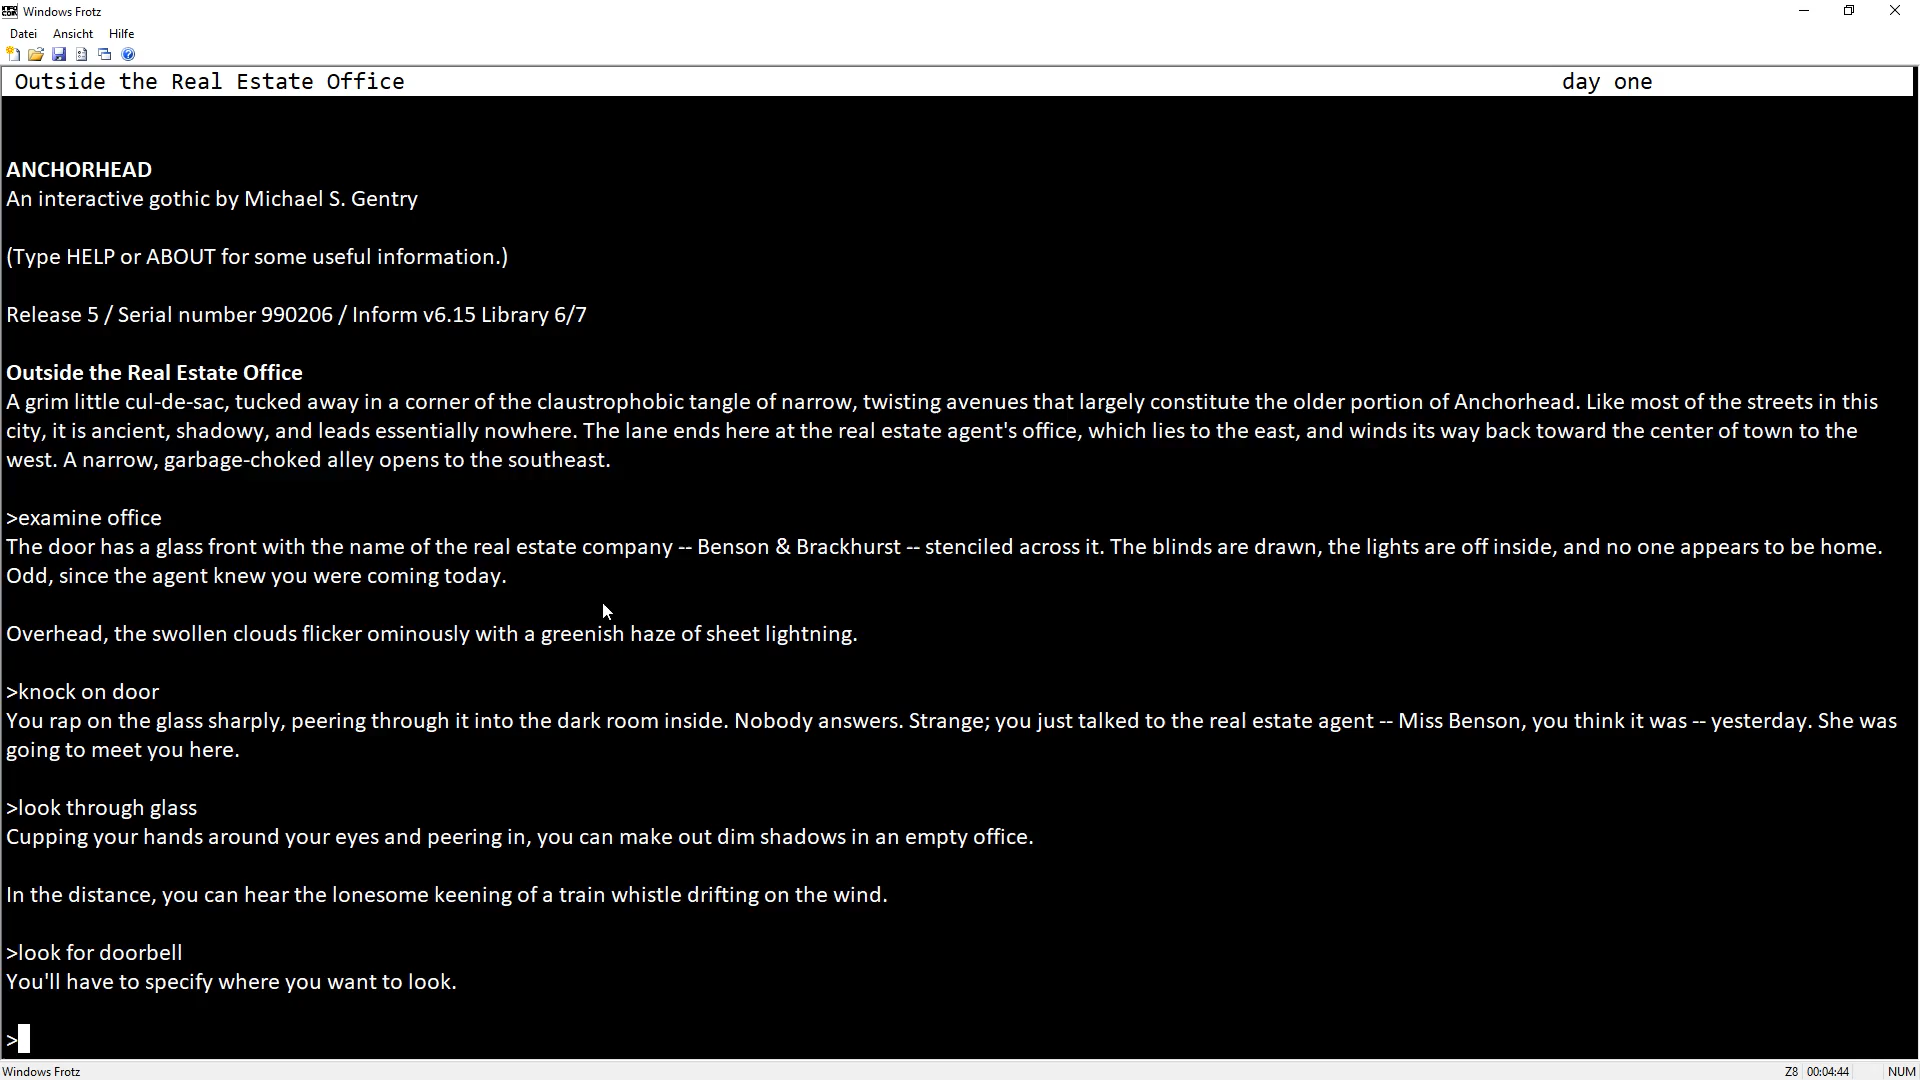 Windows Frotz
Datei Ansicht Hilfe
Outside the Real Estate Office day one
ANCHORHEAD
An interactive gothic by Michael S. Gentry
(Type HELP or ABOUT for some useful information.)
Release 5 / Serial number 990206 / Inform v6.15 Library 6/7
Outside the Real Estate Office
A grim little cul-de-sac, tucked away in a corner of the claustrophobic tangle of narrow, twisting avenues that largely constitute the older portion of Anchorhead. Like most of the streets in this
city, it is ancient, shadowy, and leads essentially nowhere. The lane ends here at the real estate agent's office, which lies to the east, and winds its way back toward the center of town to the
west. A narrow, garbage-choked alley opens to the southeast.
>examine office
The door has a glass front with the name of the real estate company -- Benson & Brackhurst -- stenciled across it. The blinds are drawn, the lights are off inside, and no one appears to be home.
Odd, since the agent knew you were coming today.
Overhead, the swollen clouds flicker ominously with a greenish haze of sheet lightning.
>knock on door
You rap on the glass sharply, peering through it into the dark room inside. Nobody answers. Strange; you just talked to the real estate agent -- Miss Benson, you think it was -- yesterday. She was
going to meet you here.
>look through glass
Cupping your hands around your eyes and peering in, you can make out dim shadows in an empty office.
In the distance, you can hear the lonesome keening of a train whistle drifting on the wind.
>look for doorbell
You'll have to specify where you want to look.
>
Windows Frotz Z8 00:04:44 NUM